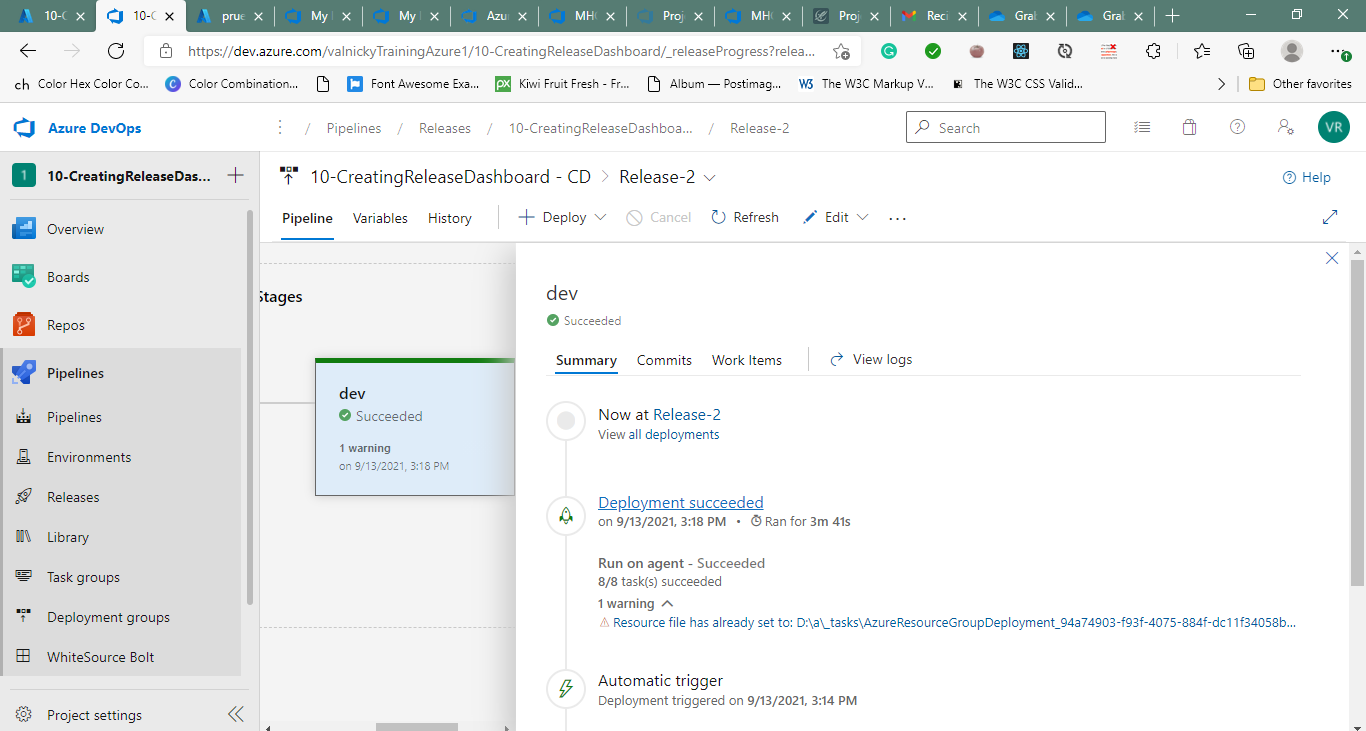 10-C
10-C
prue
My I
My I
Azur
MHC
Proj
MHC
Proj
Reci
Gral
Gral
https://dev.azure.com/valnickyTrainingAzure1/10-CreatingReleaseDashboard/_releaseProgress?relea...
ch Color Hex Color Co...
C Color Combination...
Font Awesome Exa...
px Kiwi Fruit Fresh - Fr...
Album — Postimag...
W3 The W3C Markup V...
The W3C CSS Valid...
Other favorites
Azure DevOps
/ Pipelines / Releases / 10-CreatingReleaseDashboa... / Release-2
Search
VR
1 10-CreatingReleaseDas...
10-CreatingReleaseDashboard - CD > Release-2
Help
Pipeline Variables History Deploy Cancel Refresh Edit ...
Overview
Boards
Repos
Pipelines
Pipelines
Environments
Releases
Library
Task groups
Deployment groups
WhiteSource Bolt
Project settings
Stages
dev
Succeeded
1 warning
on 9/13/2021, 3:18 PM
dev
Succeeded
Summary Commits Work Items View logs
Now at Release-2
View all deployments
Deployment succeeded
on 9/13/2021, 3:18 PM • Ran for 3m 41s
Run on agent - Succeeded
8/8 task(s) succeeded
1 warning
Resource file has already set to: D:\a\_tasks\AzureResourceGroupDeployment_94a74903-f93f-4075-884f-dc11f34058b...
Automatic trigger
Deployment triggered on 9/13/2021, 3:14 PM